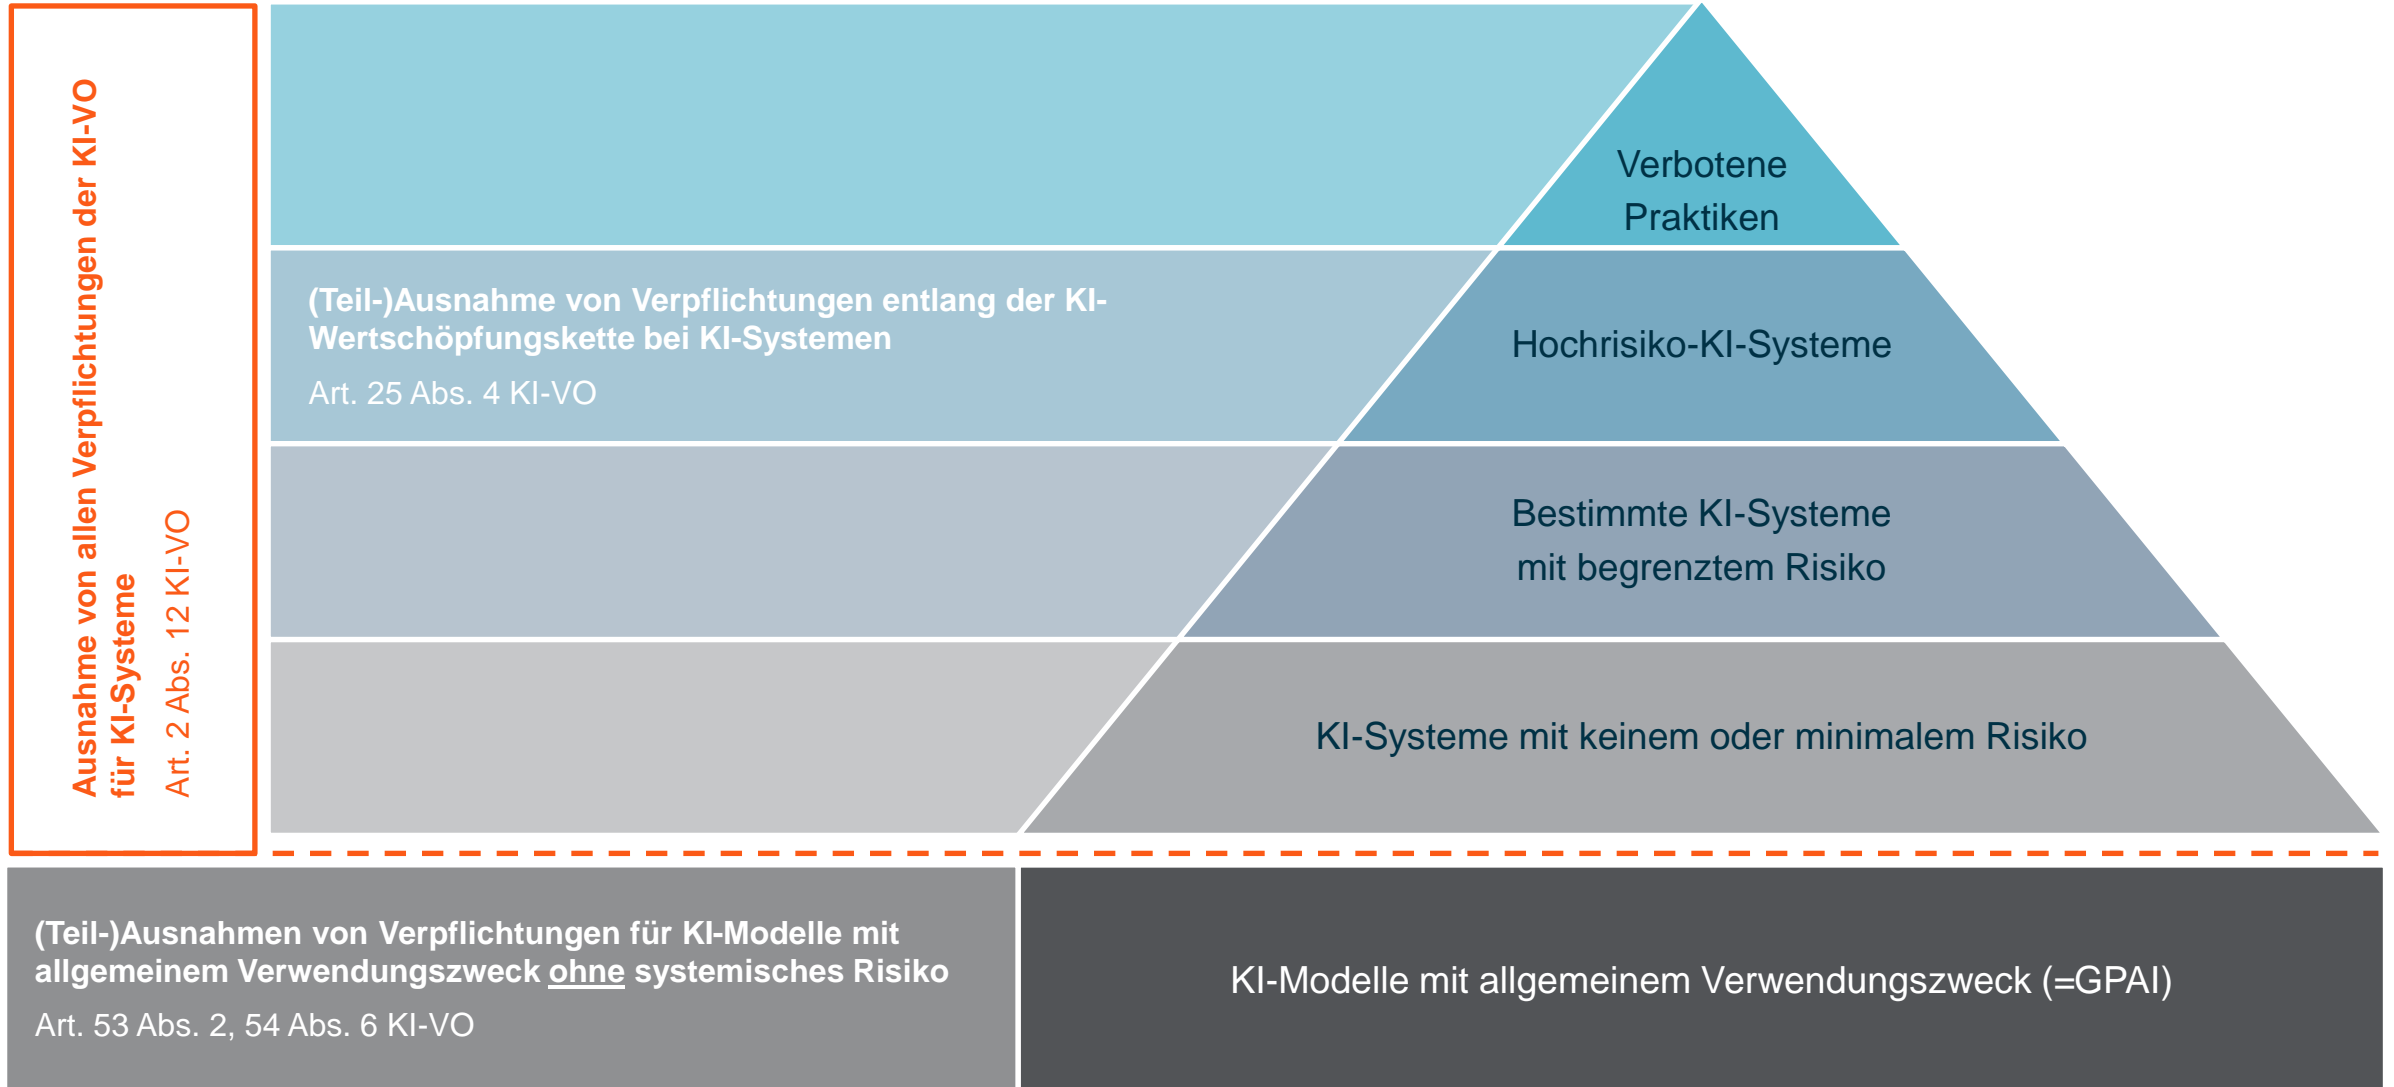 Ausnahme von allen Verpflichtungen der KI-VO
für KI-Systeme
Art. 2 Abs. 12 KI-VO
Verbotene
Praktiken
(Teil-)Ausnahme von Verpflichtungen entlang der KI-
Wertschöpfungskette bei KI-Systemen
Art. 25 Abs. 4 KI-VO
Hochrisiko-KI-Systeme
Bestimmte KI-Systeme
mit begrenztem Risiko
KI-Systeme mit keinem oder minimalem Risiko
(Teil-)Ausnahmen von Verpflichtungen für KI-Modelle mit
allgemeinem Verwendungszweck ohne systemisches Risiko
Art. 53 Abs. 2, 54 Abs. 6 KI-VO
KI-Modelle mit allgemeinem Verwendungszweck (=GPAI)